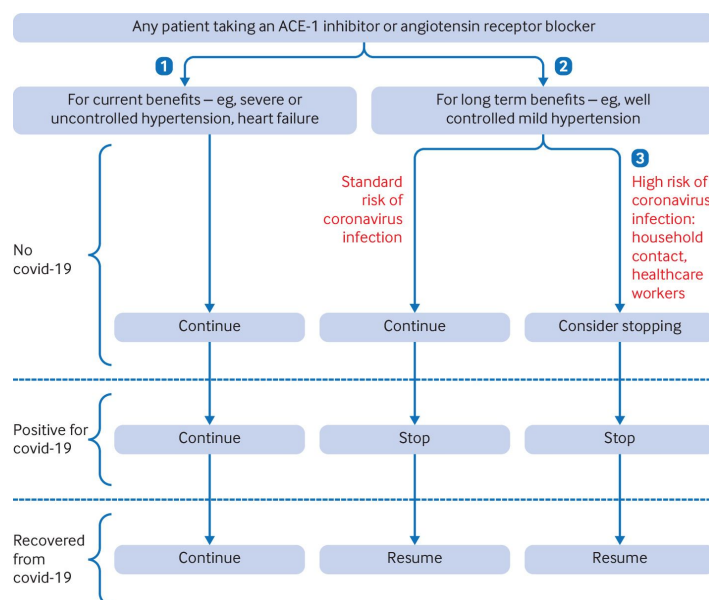 Any patient taking an ACE-1 inhibitor or angiotensin receptor blocker
1
2
For current benefits – eg, severe or
uncontrolled hypertension, heart failure
For long term benefits – eg, well
controlled mild hypertension
3
Standard
risk of
coronavirus
infection
High risk of
coronavirus
infection:
household
contact,
healthcare
workers
No
covid-19
Continue
Continue
Consider stopping
Positive for
covid-19
Continue
Stop
Stop
Recovered
from
covid-19
Continue
Resume
Resume